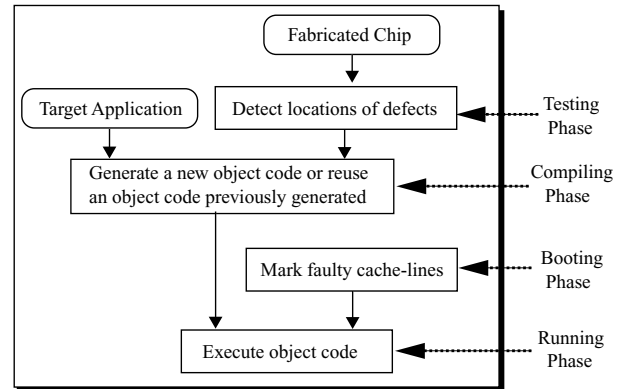 Fabricated Chip
Target Application
Detect locations of defects
Testing
Phase
Generate a new object code or reuse
an object code previously generated
Compiling
Phase
Mark faulty cache-lines
Booting
Phase
Execute object code
Running
Phase